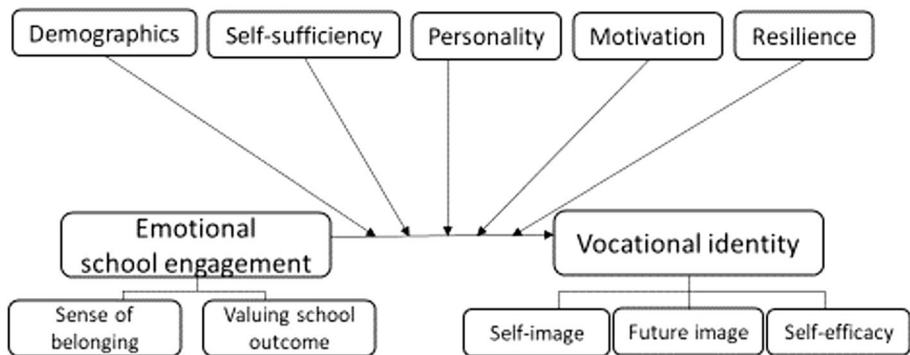 Demographics
Self-sufficiency
Personality
Motivation
Resilience
Emotional
school engagement
Vocational identity
Sense of
belonging
Valuing school
outcome
Self-image
Future image
Self-efficacy